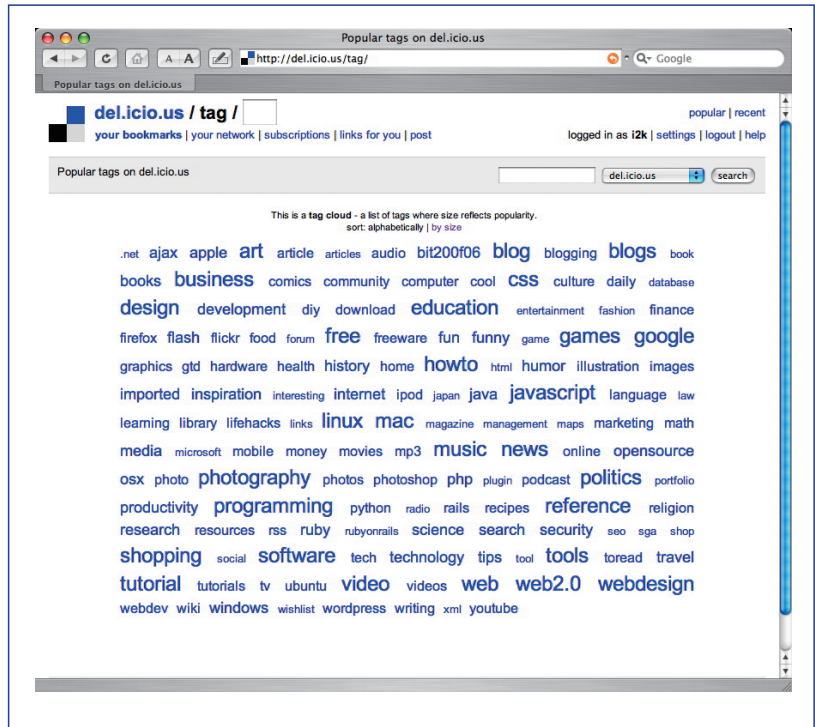 Popular tags on del.icio.us
A A http://del.icio.us/tag/ Google
Popular tags on del.icio.us
del.icio.us / tag / popular | recent
your bookmarks | your network | subscriptions | links for you | post logged in as i2k | settings | logout | help
Popular tags on del.icio.us del.icio.us search
This is a tag cloud - a list of tags where size reflects popularity.
sort: alphabetically | by size
.net ajax apple art article articles audio bit200f06 blog blogging blogs book
books business comics community computer cool css culture daily database
design development diy download education entertainment fashion finance
firefox flash flickr food forum free freeware fun funny game games google
graphics gtd hardware health history home howto html humor illustration images
imported inspiration interesting internet ipod japan java javascript language law
learning library lifehacks links linux mac magazine management maps marketing math
media microsoft mobile money movies mp3 music news online opensource
osx photo photography photos photoshop php plugin podcast politics portfolio
productivity programming python radio rails recipes reference religion
research resources rss ruby rubyonrails science search security seo sga shop
shopping social software tech technology tips tool tools toread travel
tutorial tutorials tv ubuntu video videos web web2.0 webdesign
webdev wiki windows wishlist wordpress writing xml youtube